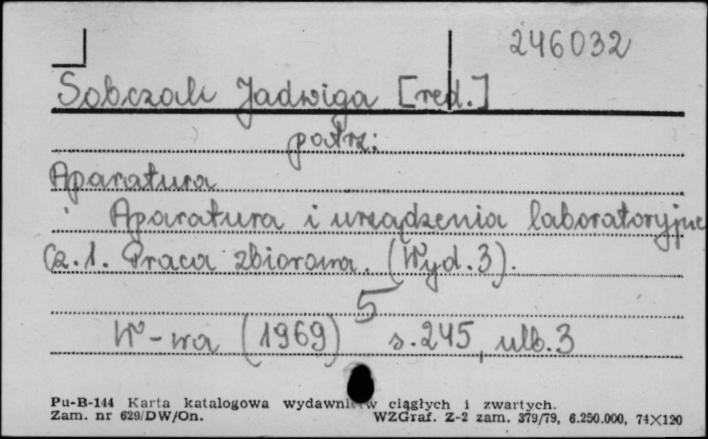 246032
Sobczak Jadwiga [red.]
patrz:
Aparatura
Aparatura i urządzenia laboratoryjne
Cz. 1. Praca zbiorowa. (Wyd. 3).
5
W-wa (1969) s. 245, ulb. 3
Pu-B-144 Karta katalogowa wydawnictw ciągłych i zwartych.
Zam. nr 629/DW/On. WZGraf. Z-2 zam. 379/79, 6.250.000, 74X120